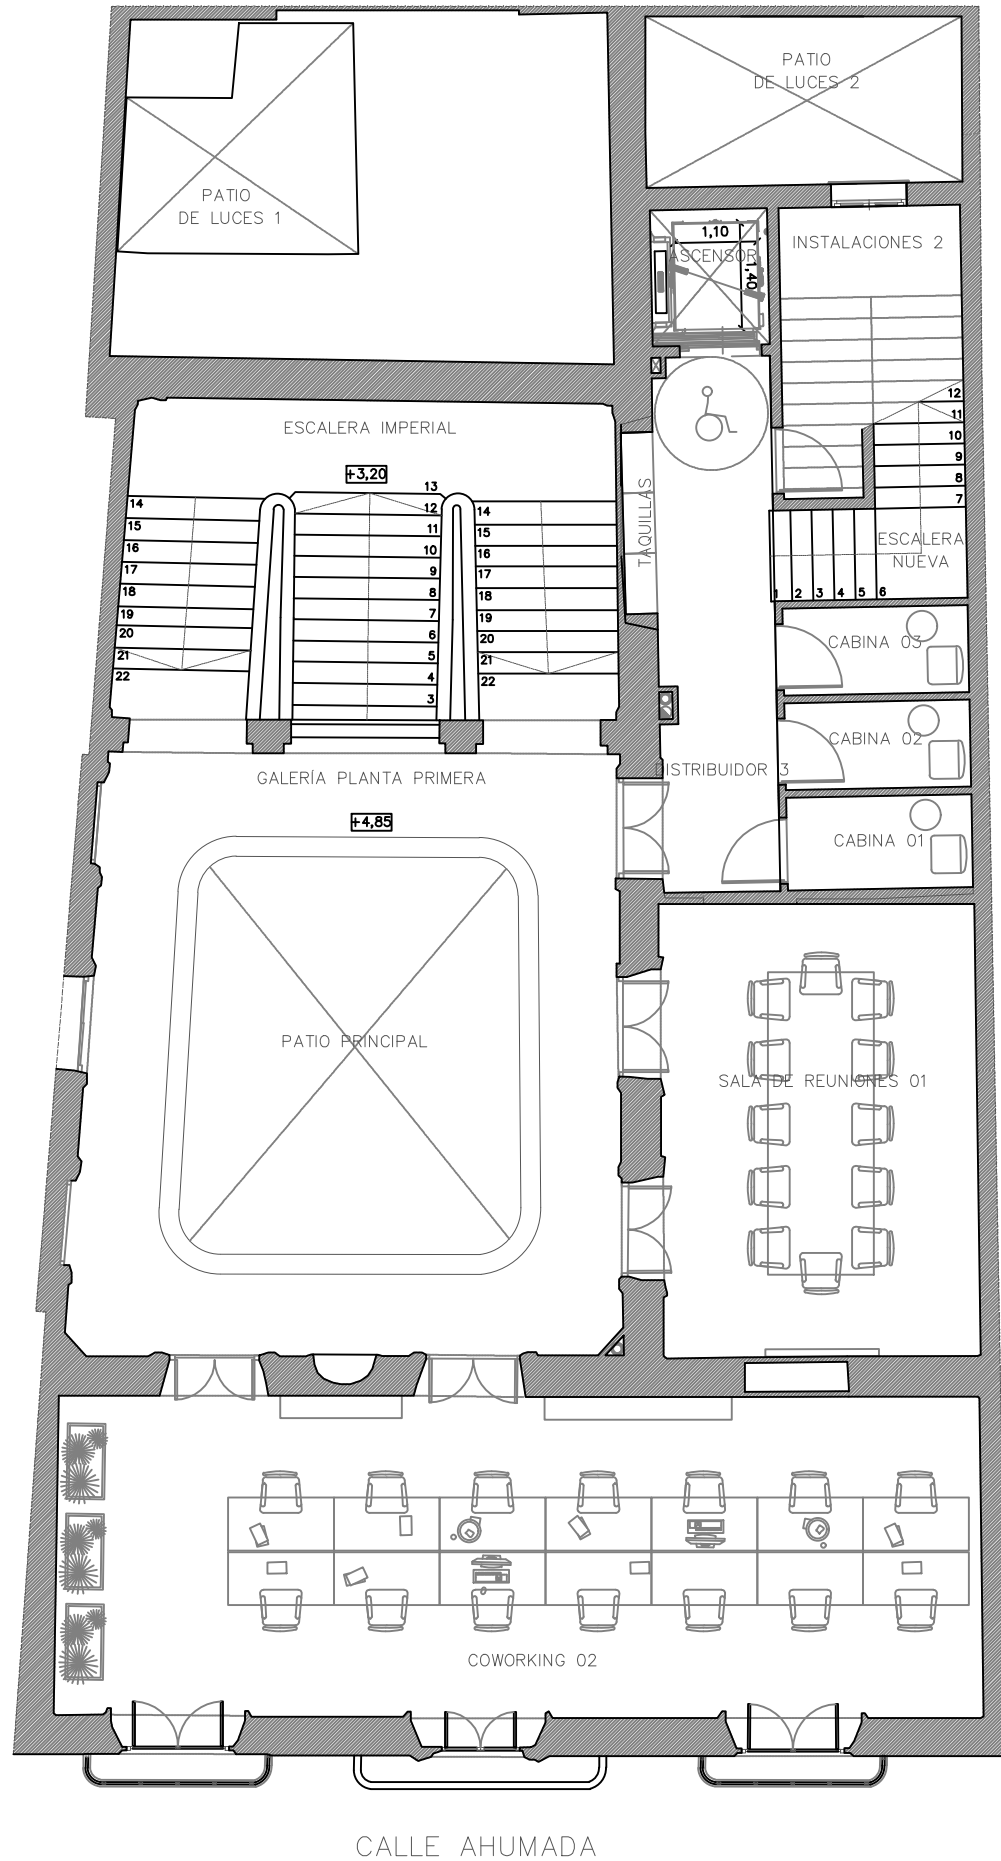 PATIO
DE LUCES 2
PATIO
DE LUCES 1
INSTALACIONES 2
1,10
ASCENSOR
1,40
ESCALERA IMPERIAL
+3,20
13
12
11
10
9
8
7
6
5
4
3
14
15
16
17
18
19
20
21
22
14
15
16
17
18
19
20
21
22
TAQUILLAS
12
11
10
9
8
7
ESCALERA
NUEVA
1 2 3 4 5 6
CABINA 03
CABINA 02
DISTRIBUIDOR 3
CABINA 01
GALERÍA PLANTA PRIMERA
+4,85
PATIO PRINCIPAL
SALA DE REUNIONES 01
COWORKING 02
CALLE AHUMADA